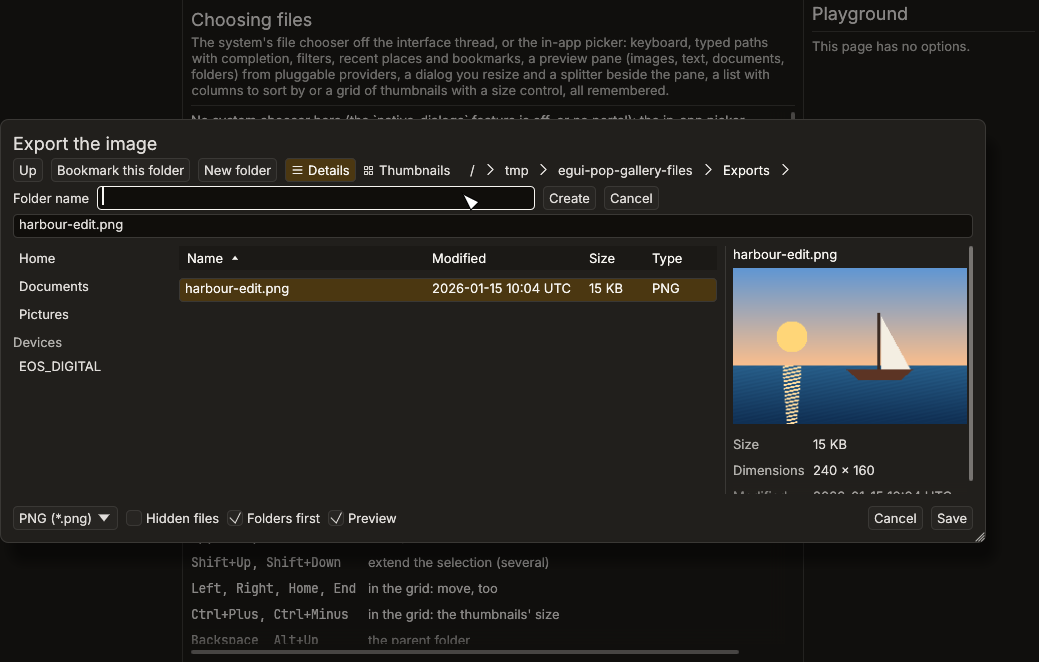 Choosing files
The system's file chooser off the interface thread, or the in-app picker: keyboard, typed paths
with completion, filters, recent places and bookmarks, a preview pane (images, text, documents,
folders) from pluggable providers, a dialog you resize and a splitter beside the pane, a list with
columns to sort by or a grid of thumbnails with a size control, all remembered.
Playground
This page has no options.
Export the image
Up Bookmark this folder New folder Details Thumbnails / tmp egui-pop-gallery-files Exports
Folder name Create Cancel
harbour-edit.png
Home
Documents
Pictures
Devices
EOS_DIGITAL
Name Modified Size Type
harbour-edit.png 2026-01-15 10:04 UTC 15 KB PNG
harbour-edit.png
Size 15 KB
Dimensions 240 × 160
PNG (*.png) Hidden files Folders first Preview Cancel Save
Shift+Up, Shift+Down extend the selection (several)
Left, Right, Home, End in the grid: move, too
Ctrl+Plus, Ctrl+Minus in the grid: the thumbnails' size
Backspace Alt+Up the parent folder